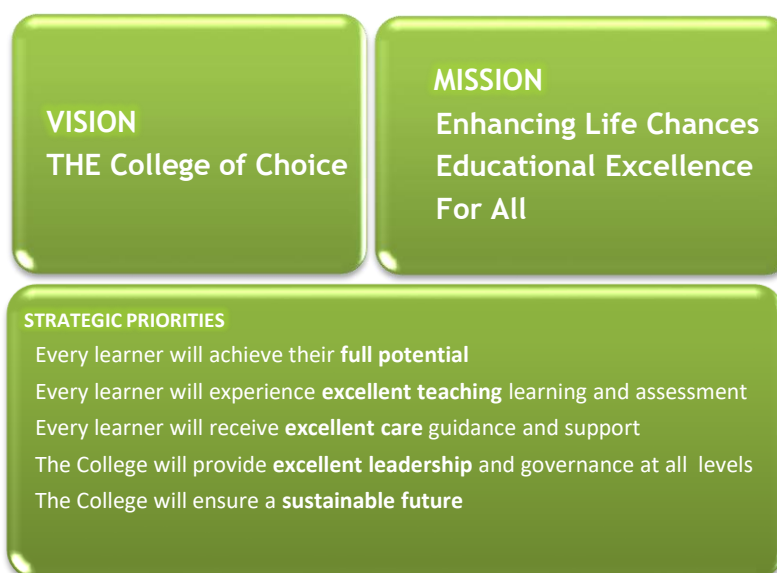 VISION
THE College of Choice
MISSION
Enhancing Life Chances
Educational Excellence
For All
STRATEGIC PRIORITIES
Every learner will achieve their full potential
Every learner will experience excellent teaching learning and assessment
Every learner will receive excellent care guidance and support
The College will provide excellent leadership and governance at all levels
The College will ensure a sustainable future